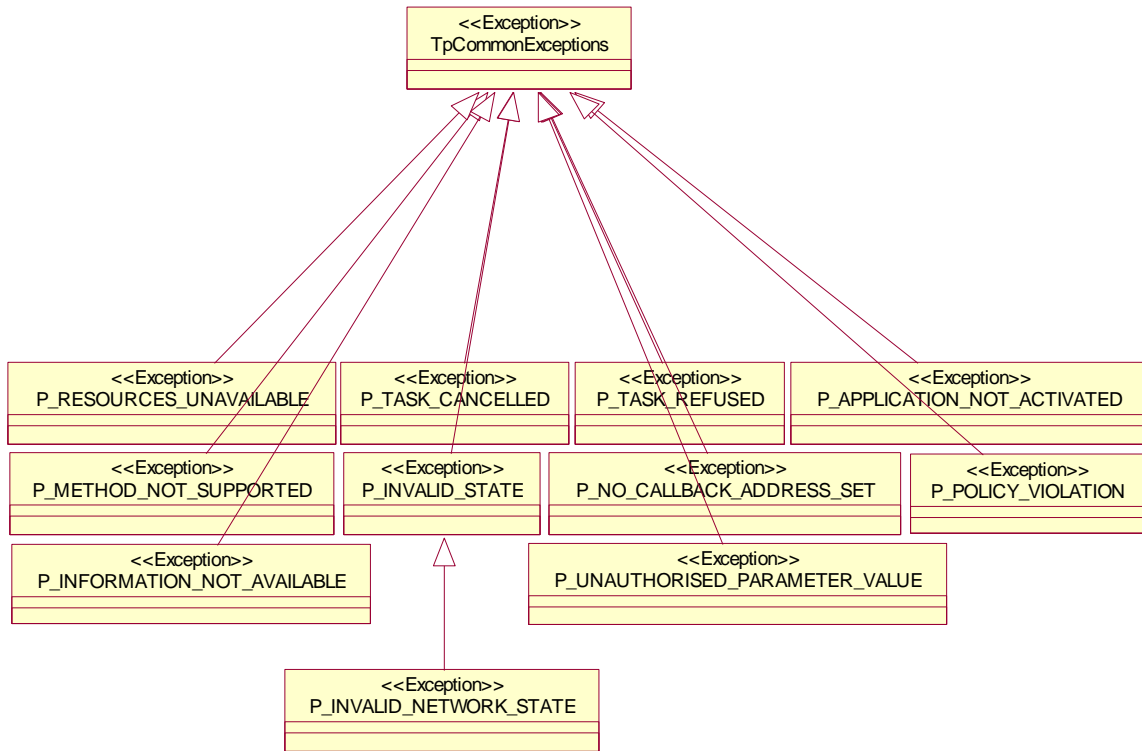 <<Exception>>
TpCommonExceptions
<<Exception>>
P_RESOURCES_UNAVAILABLE
<<Exception>>
P_TASK_CANCELLED
<<Exception>>
P_TASK_REFUSED
<<Exception>>
P_APPLICATION_NOT_ACTIVATED
<<Exception>>
P_METHOD_NOT_SUPPORTED
<<Exception>>
P_INVALID_STATE
<<Exception>>
P_NO_CALLBACK_ADDRESS_SET
<<Exception>>
P_POLICY_VIOLATION
<<Exception>>
P_INFORMATION_NOT_AVAILABLE
<<Exception>>
P_UNAUTHORISED_PARAMETER_VALUE
<<Exception>>
P_INVALID_NETWORK_STATE